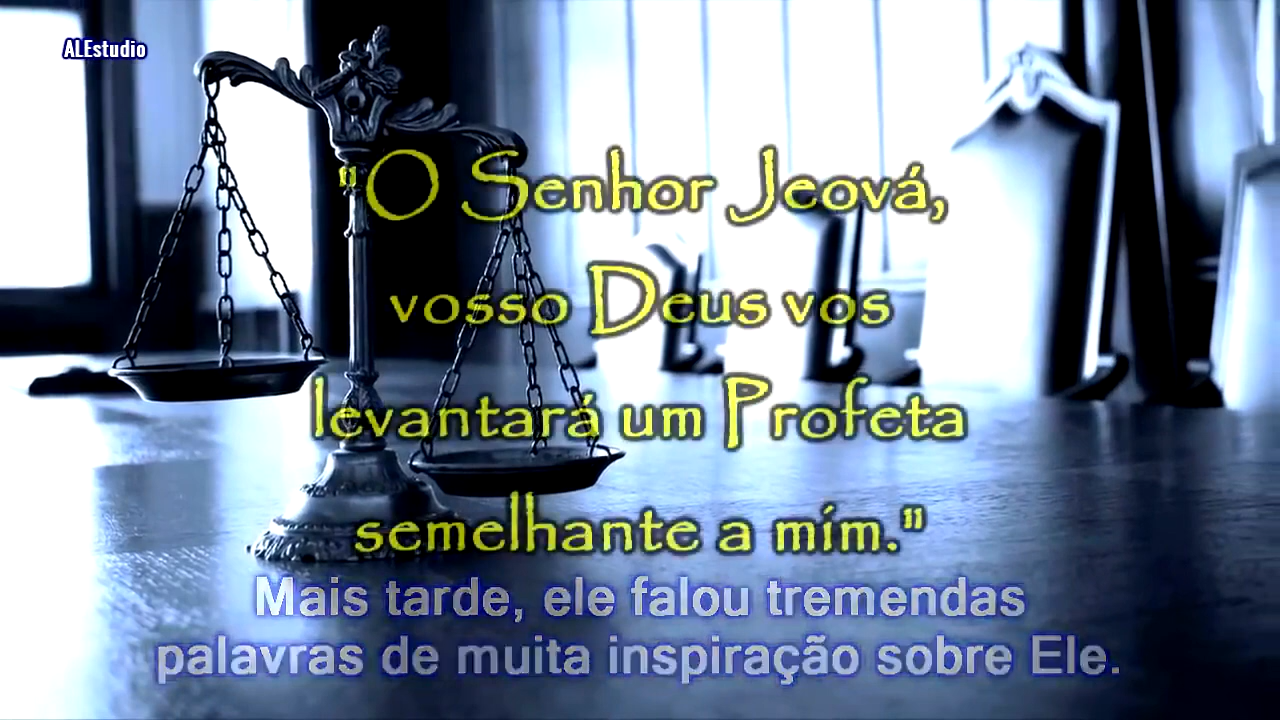 ALEstudio
"O Senhor Jeová,
vosso Deus vos
levantará um Profeta
semelhante a mim."
Mais tarde, ele falou tremendas
palavras de muita inspiração sobre Ele.